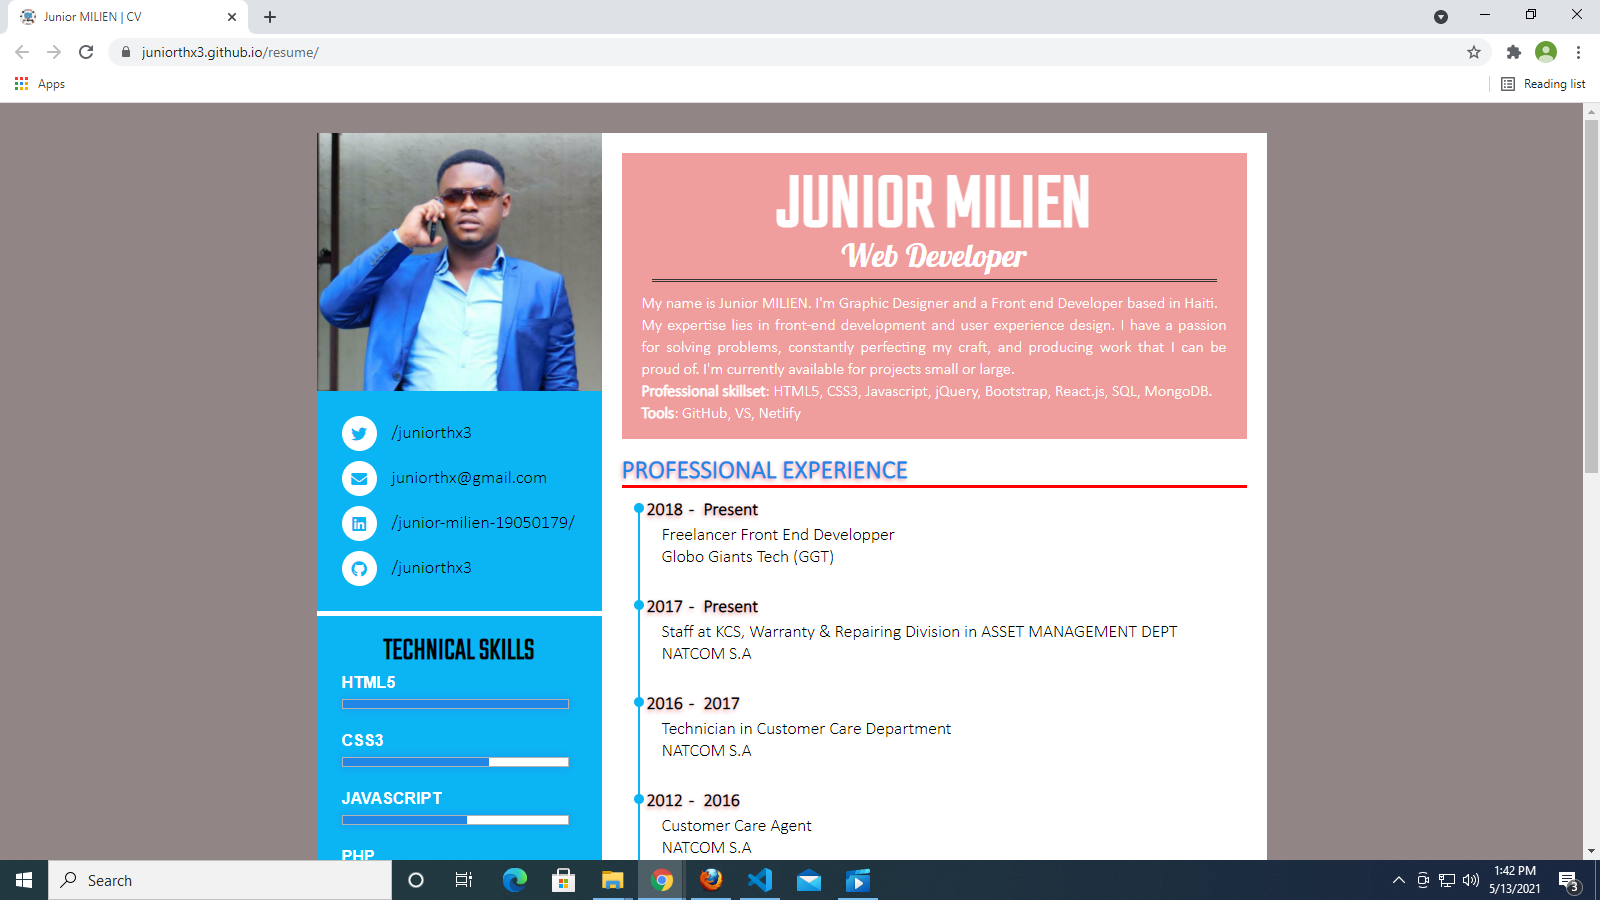 Junior MILIEN | CV
juniorthx3.github.io/resume/
Apps
Reading list
JUNIOR MILIEN
Web Developer
My name is Junior MILIEN. I'm Graphic Designer and a Front end Developer based in Haiti.
My expertise lies in front-end development and user experience design. I have a passion
for solving problems, constantly perfecting my craft, and producing work that I can be
proud of. I'm currently available for projects small or large.
Professional skillset: HTML5, CSS3, Javascript, jQuery, Bootstrap, React.js, SQL, MongoDB.
Tools: GitHub, VS, Netlify
/juniorthx3
juniorthx@gmail.com
/junior-milien-19050179/
/juniorthx3
TECHNICAL SKILLS
HTML5
CSS3
JAVASCRIPT
PHP
PROFESSIONAL EXPERIENCE
2018 - Present
Freelancer Front End Developper
Globo Giants Tech (GGT)
2017 - Present
Staff at KCS, Warranty & Repairing Division in ASSET MANAGEMENT DEPT
NATCOM S.A
2016 - 2017
Technician in Customer Care Department
NATCOM S.A
2012 - 2016
Customer Care Agent
NATCOM S.A
Search
1:42 PM
5/13/2021
3